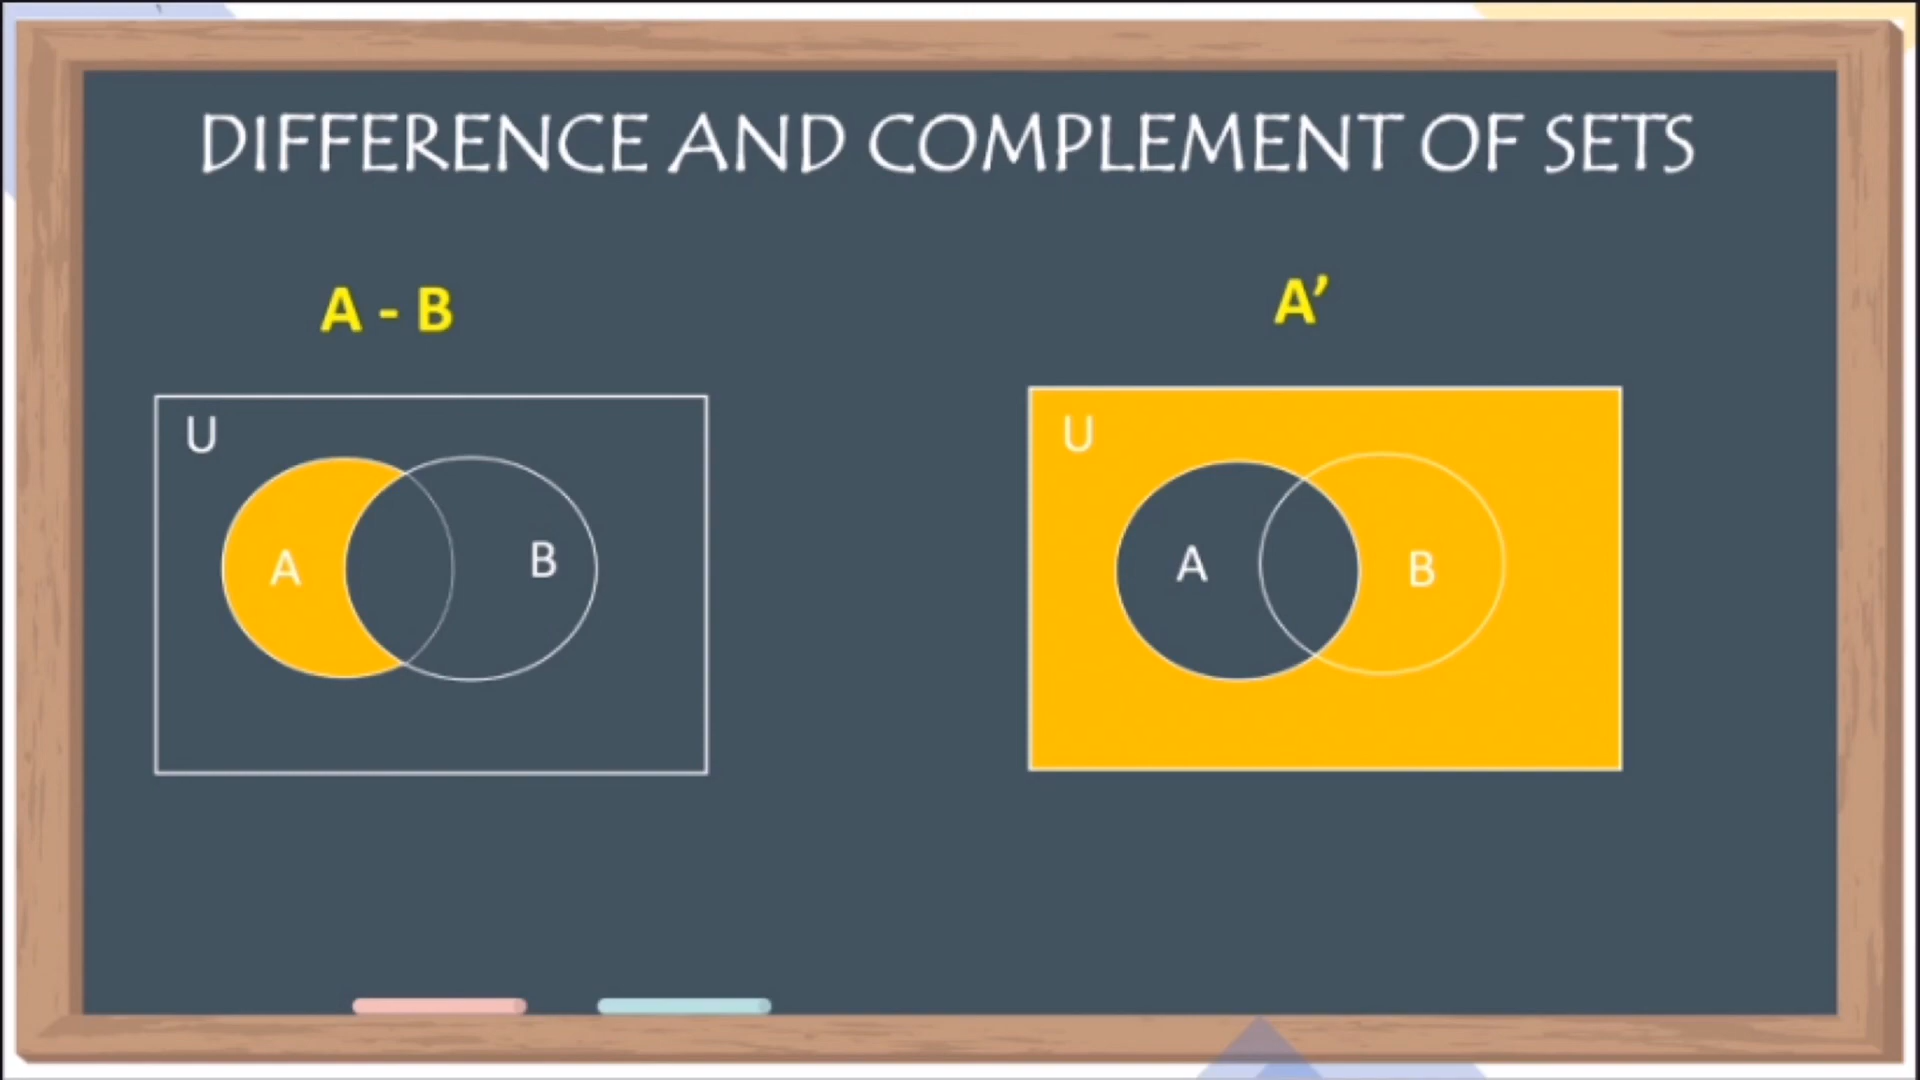 DIFFERENCE AND COMPLEMENT OF SETS
A - B
A’
U
A
B
U
A
B